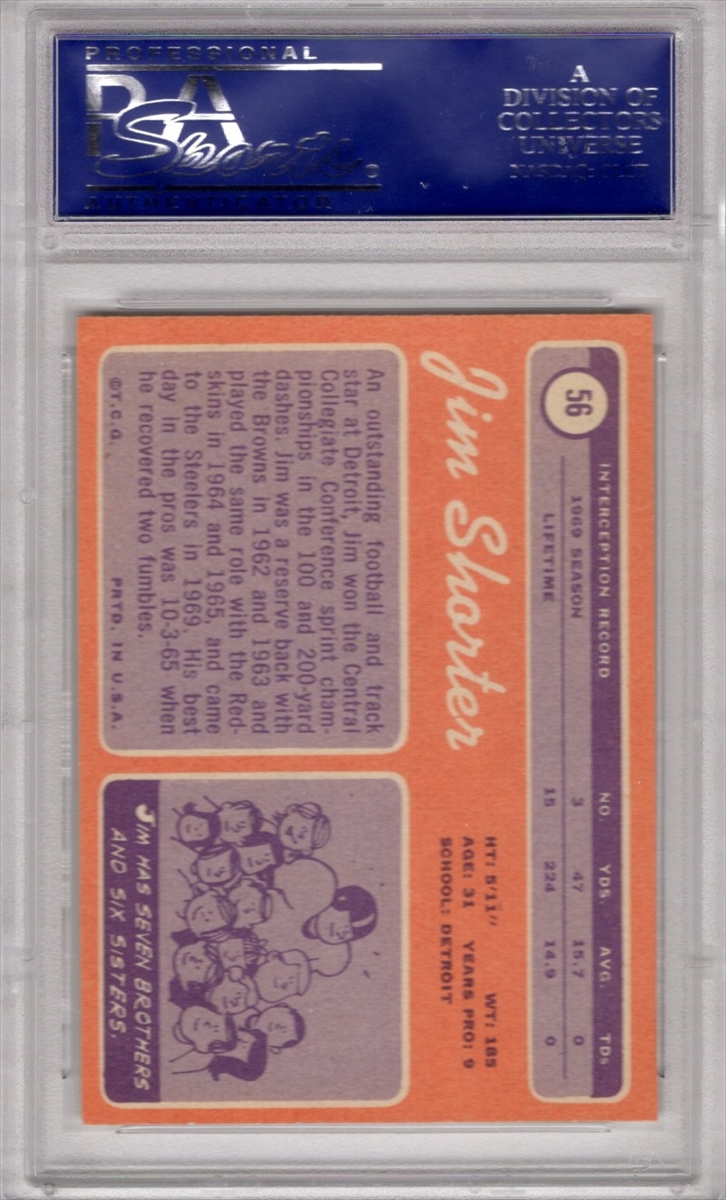 PROFESSIONAL
PSA
Sports
®
AUTHENTICATOR
A
DIVISION OF
COLLECTORS
UNIVERSE
NASDAQ: CLCT
56
INTERCEPTION RECORD NO. YDS. AVG. TDs
1969 SEASON 3 47 15.7 0
LIFETIME 15 224 14.9 0
Jim Shorter
HT: 5'11" WT: 185
AGE: 31 YEARS PRO: 9
SCHOOL: DETROIT
An outstanding football and track
star at Detroit, Jim won the Central
Collegiate Conference sprint cham-
pionships in the 100 and 200-yard
dashes. Jim was a reserve back with
the Browns in 1962 and 1963 and
played the same role with the Red-
skins in 1964 and 1965, and came
to the Steelers in 1969. His best
day in the pros was 10-3-65 when
he recovered two fumbles.
©T.C.G. PRTD. IN U.S.A.
JIM HAS SEVEN BROTHERS
AND SIX SISTERS.